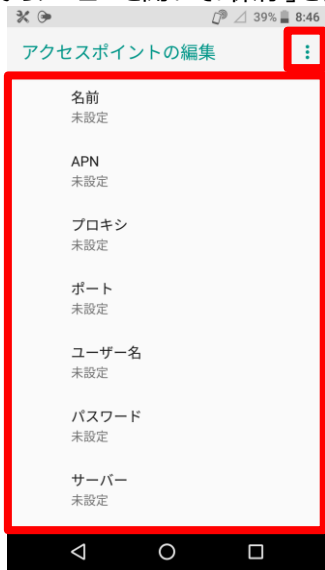 39% 8:46
アクセスポイントの編集
名前
未設定
APN
未設定
プロキシ
未設定
ポート
未設定
ユーザー名
未設定
パスワード
未設定
サーバー
未設定